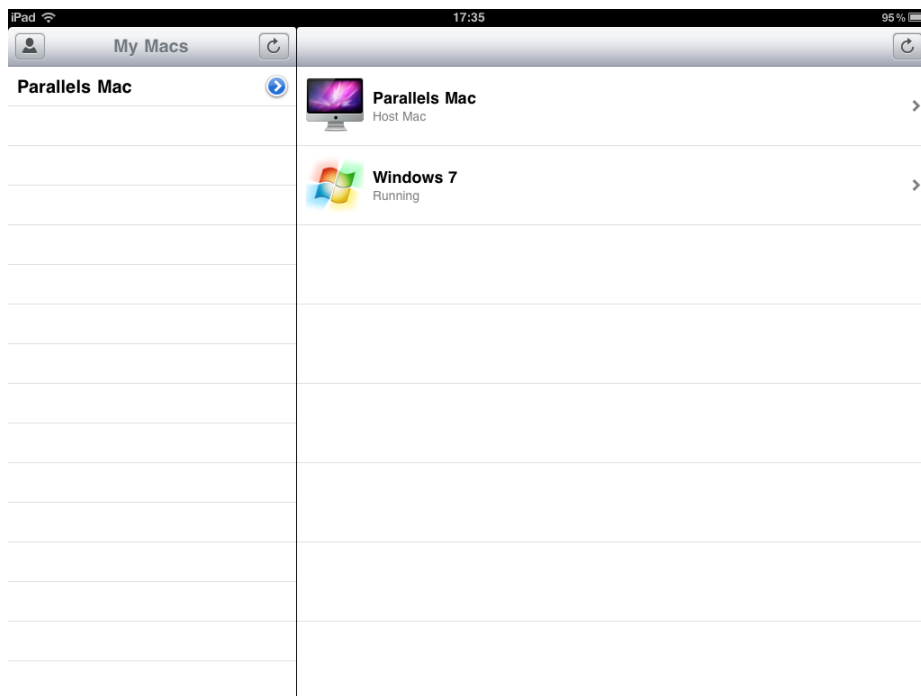 iPad 17:35 95%
My Macs
Parallels Mac
Parallels Mac
Host Mac
Windows 7
Running